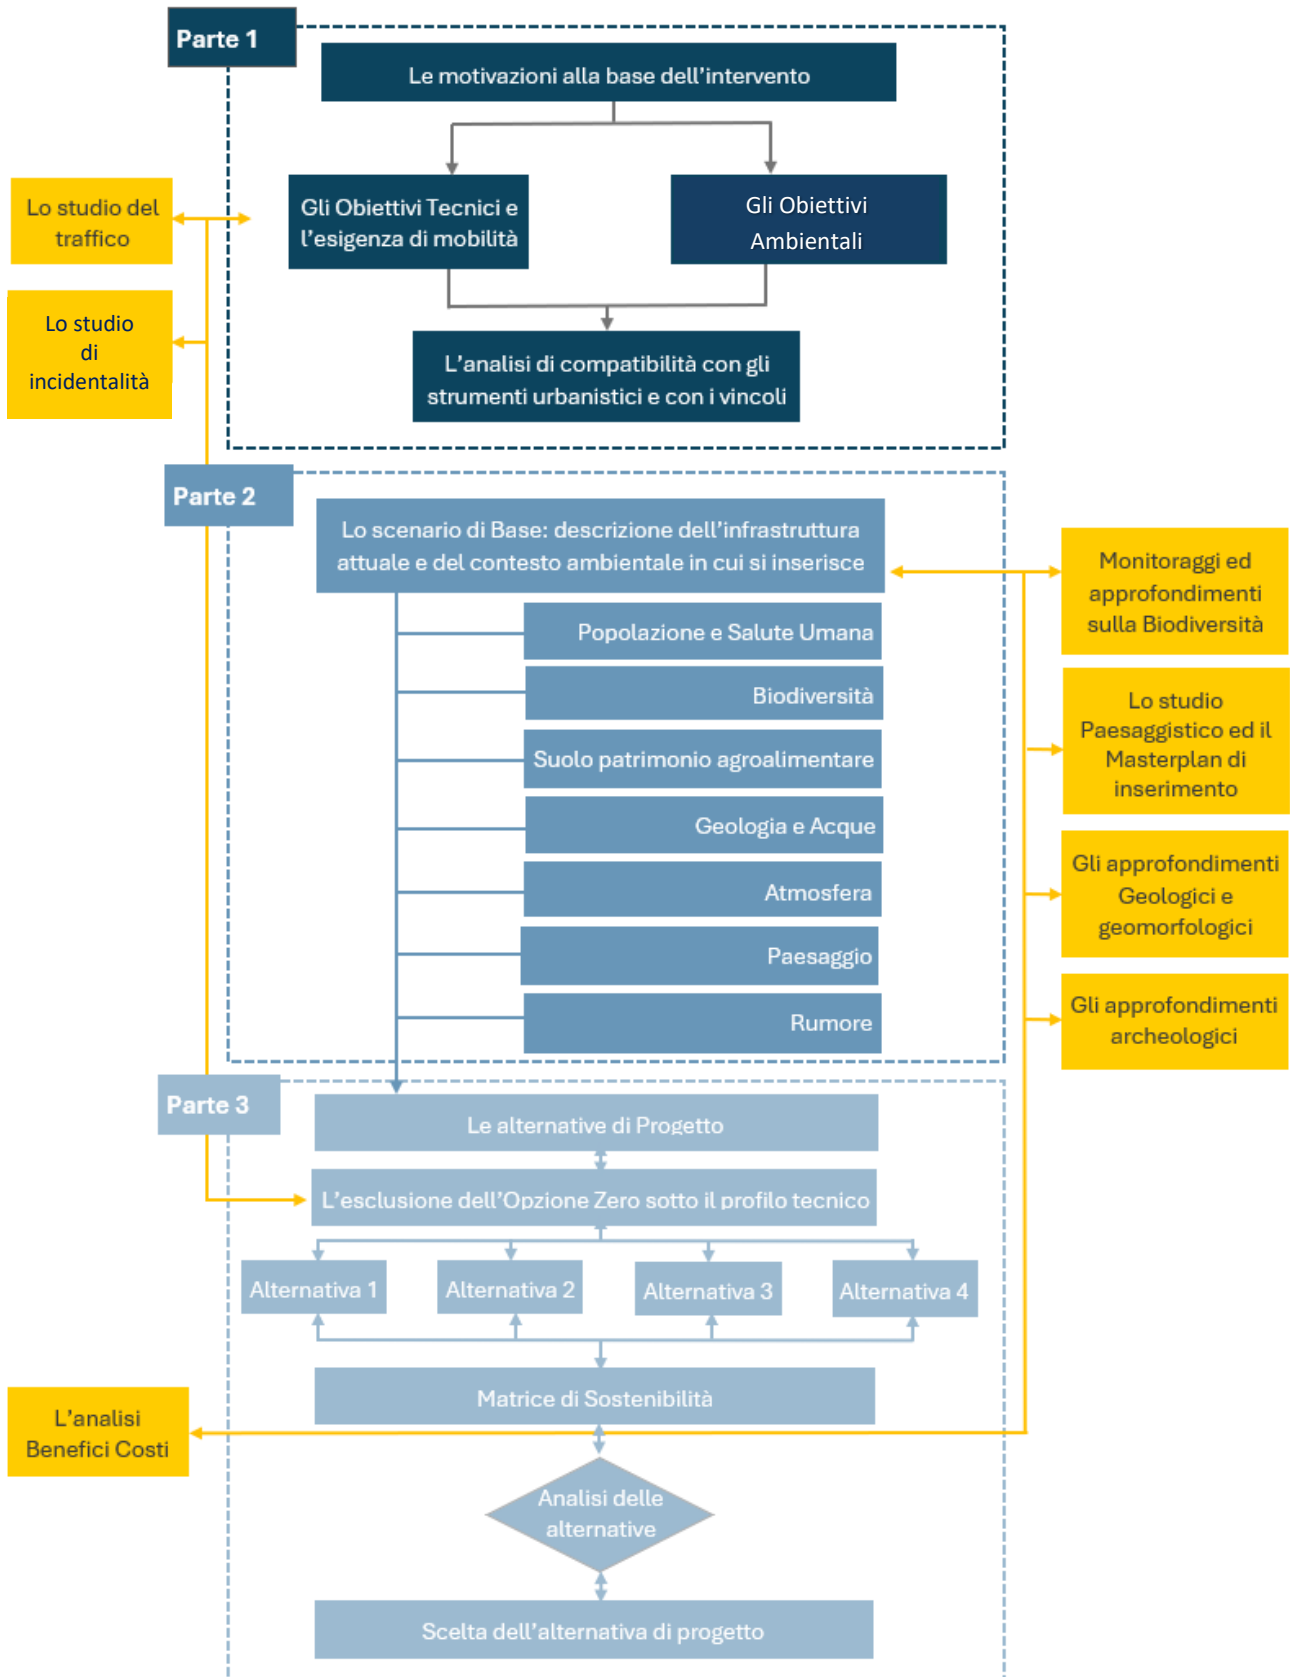 Parte 1
Le motivazioni alla base dell'intervento
Lo studio del
traffico
Gli Obiettivi Tecnici e
l'esigenza di mobilità
Gli Obiettivi
Ambientali
Lo studio
di
incidentalità
L'analisi di compatibilità con gli
strumenti urbanistici e con i vincoli
Parte 2
Lo scenario di Base: descrizione dell'infrastruttura
attuale e del contesto ambientale in cui si inserisce
Popolazione e Salute Umana
Biodiversità
Suolo patrimonio agroalimentare
Geologia e Acque
Atmosfera
Paesaggio
Rumore
Monitoraggi ed
approfondimenti
sulla Biodiversità
Lo studio
Paesaggistico ed il
Masterplan di
inserimento
Gli approfondimenti
Geologici e
geomorfologici
Gli approfondimenti
archeologici
Parte 3
Le alternative di Progetto
L'esclusione dell'Opzione Zero sotto il profilo tecnico
Alternativa 1
Alternativa 2
Alternativa 3
Alternativa 4
Matrice di Sostenibilità
L'analisi
Benefici Costi
Analisi delle
alternative
Scelta dell'alternativa di progetto